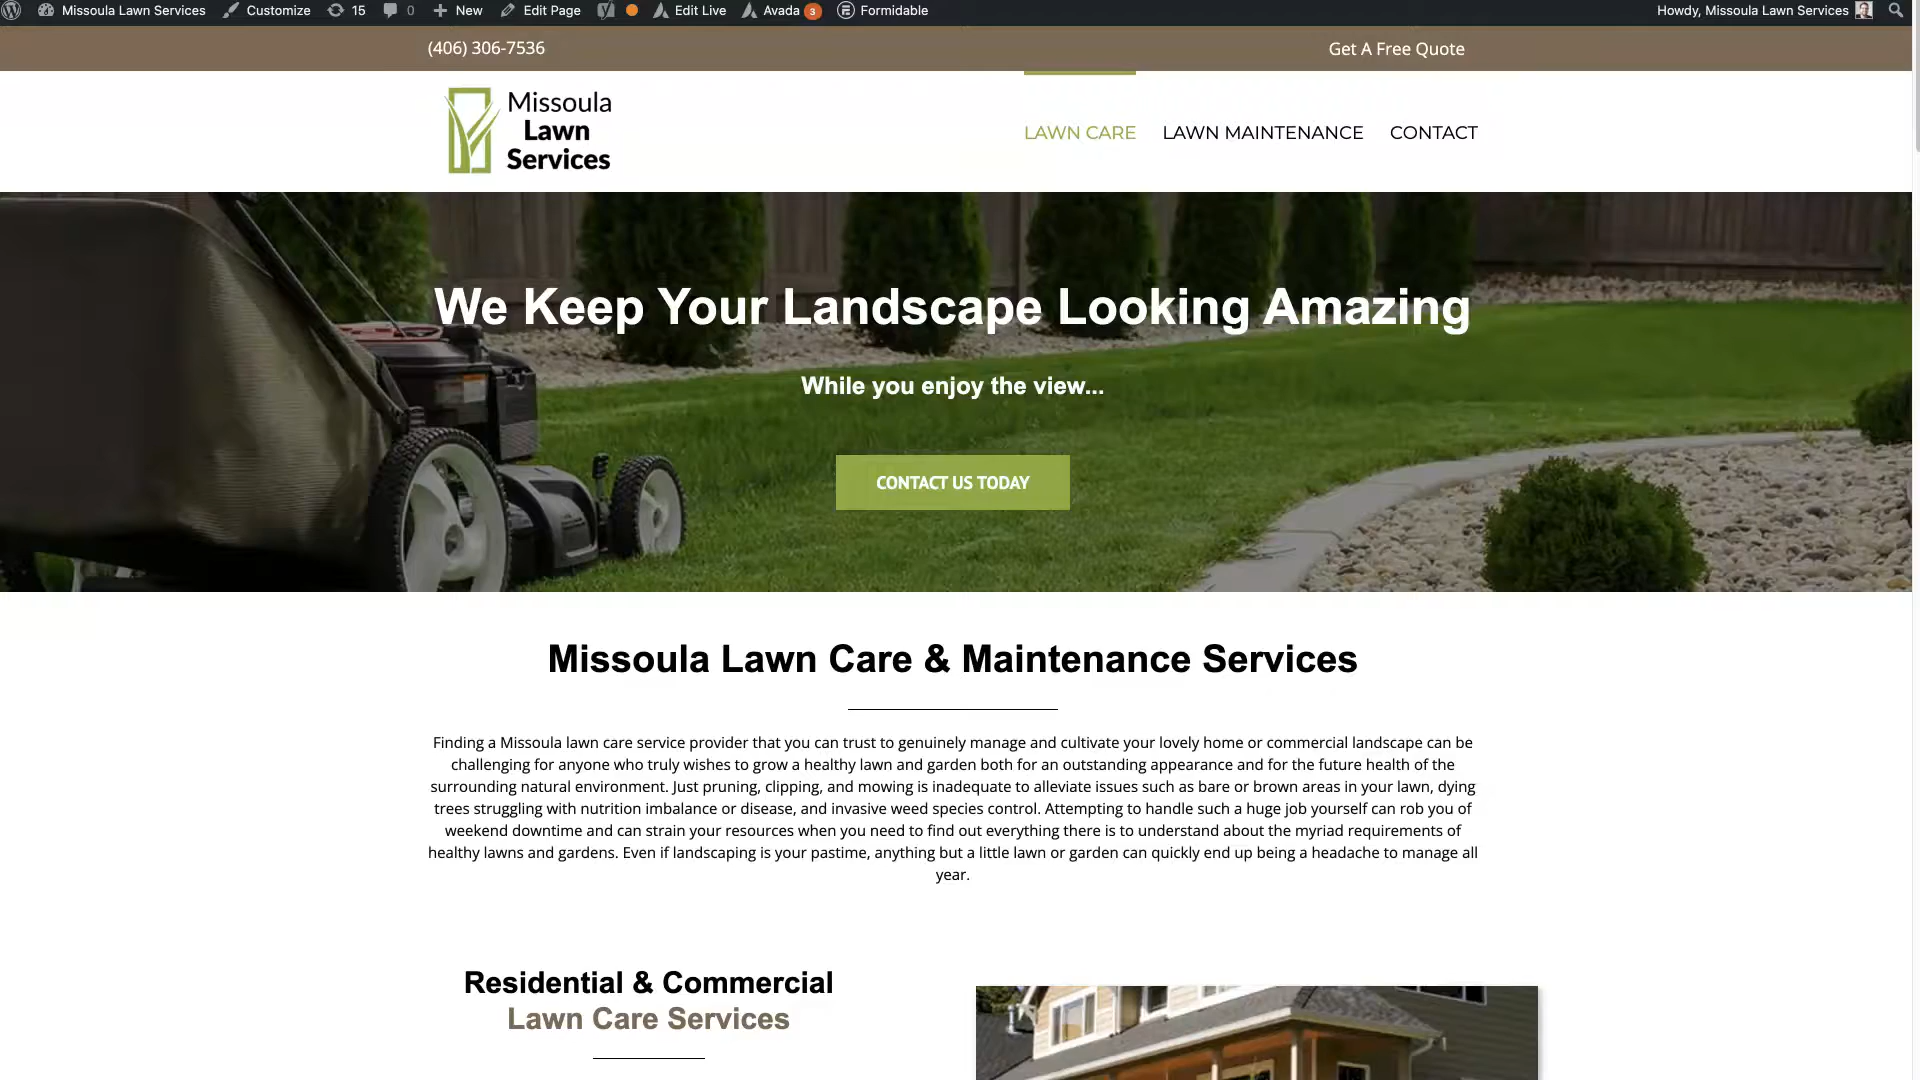 Missoula Lawn Services Customize 15 0 New Edit Page Edit Live Avada 3 Formidable Howdy, Missoula Lawn Services
(406) 306-7536 Get A Free Quote
Missoula
Lawn
Services
LAWN CARE LAWN MAINTENANCE CONTACT
We Keep Your Landscape Looking Amazing
While you enjoy the view...
CONTACT US TODAY
Missoula Lawn Care & Maintenance Services
Finding a Missoula lawn care service provider that you can trust to genuinely manage and cultivate your lovely home or commercial landscape can be
challenging for anyone who truly wishes to grow a healthy lawn and garden both for an outstanding appearance and for the future health of the
surrounding natural environment. Just pruning, clipping, and mowing is inadequate to alleviate issues such as bare or brown areas in your lawn, dying
trees struggling with nutrition imbalance or disease, and invasive weed species control. Attempting to handle such a huge job yourself can rob you of
weekend downtime and can strain your resources when you need to find out everything there is to understand about the myriad requirements of
healthy lawns and gardens. Even if landscaping is your pastime, anything but a little lawn or garden can quickly end up being a headache to manage all
year.
Residential & Commercial
Lawn Care Services